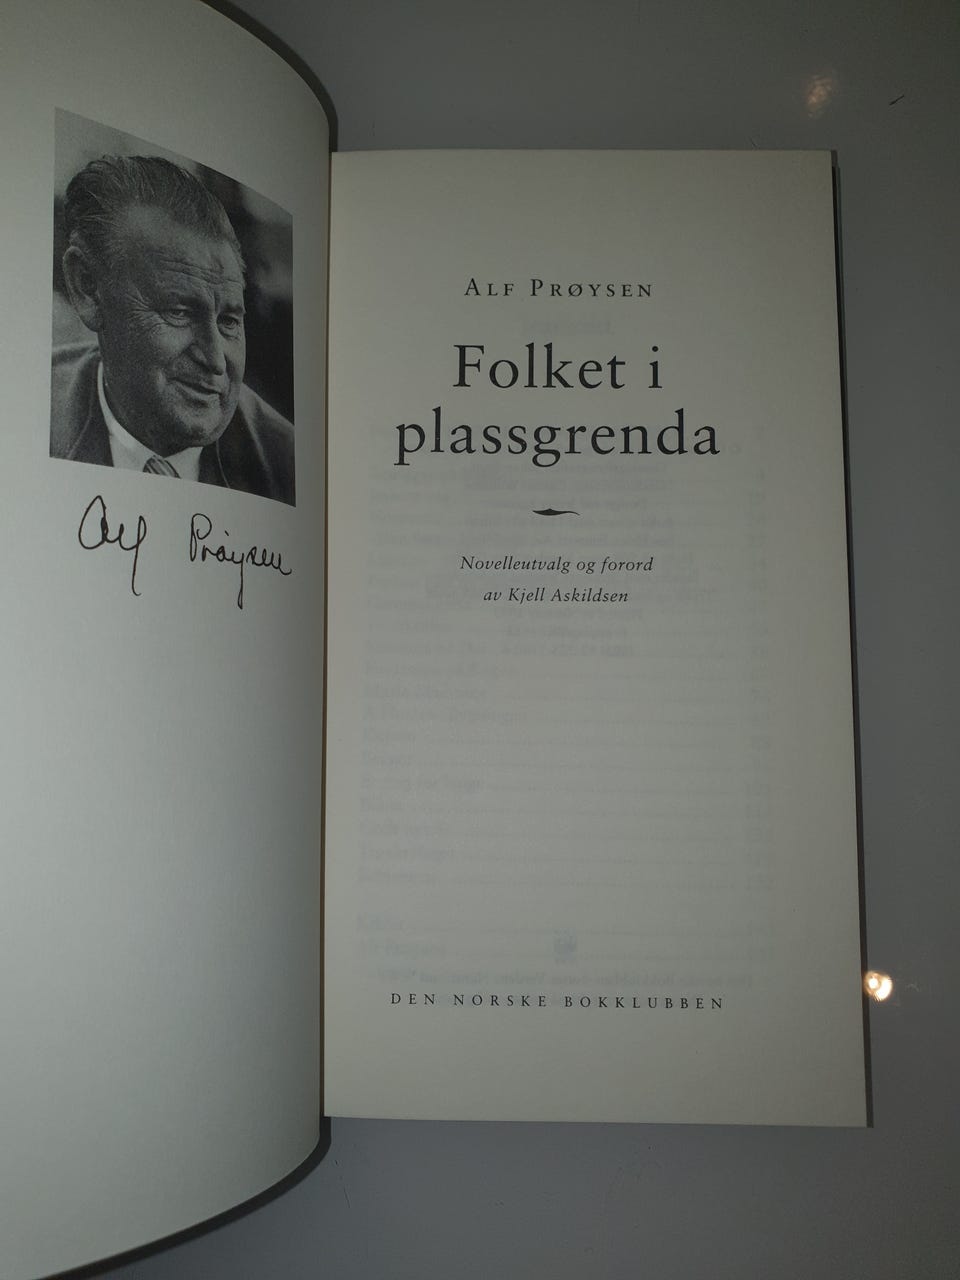 Alf Prøysen
ALF PRØYSEN
Folket i
plassgrenda
Novelleutvalg og forord
av Kjell Askildsen
DEN NORSKE BOKKLUBBEN